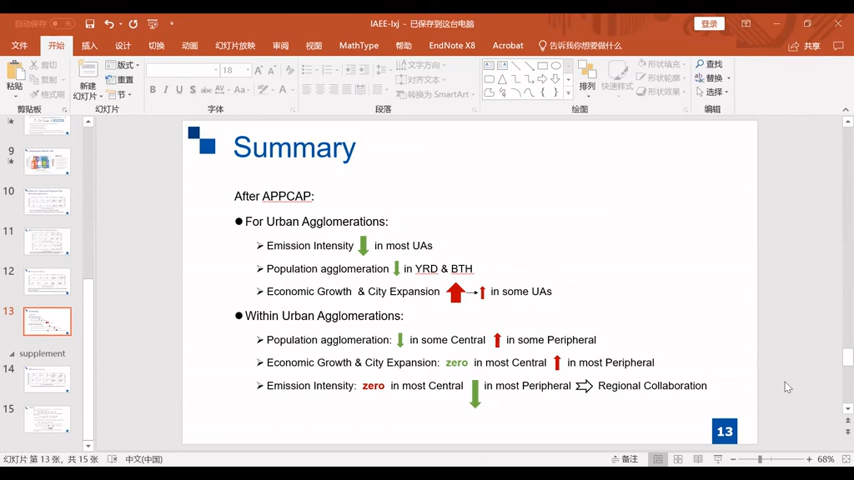 自动保存
IAEE-lxj – 已保存到这台电脑
登录
文件 开始 插入 设计 切换 动画 幻灯片放映 审阅 视图 MathType 帮助 EndNote X8 Acrobat 告诉我你想要做什么 共享
粘贴
剪切
复制
格式刷
剪贴板
新建
幻灯片
版式
重置
节
幻灯片
18
字体
文字方向
对齐文本
转换为 SmartArt
段落
排列
快速样式
形状填充
形状轮廓
形状效果
绘图
查找
替换
选择
编辑
9
10
11
12
13
supplement
14
15
Summary
After APPCAP:
For Urban Agglomerations:
Emission Intensity in most UAs
Population agglomeration in YRD & BTH
Economic Growth & City Expansion in some UAs
Within Urban Agglomerations:
Population agglomeration: in some Central in some Peripheral
Economic Growth & City Expansion: zero in most Central in most Peripheral
Emission Intensity: zero in most Central in most Peripheral Regional Collaboration
13
幻灯片 第 13 张，共 15 张 中文(中国) 备注 68%